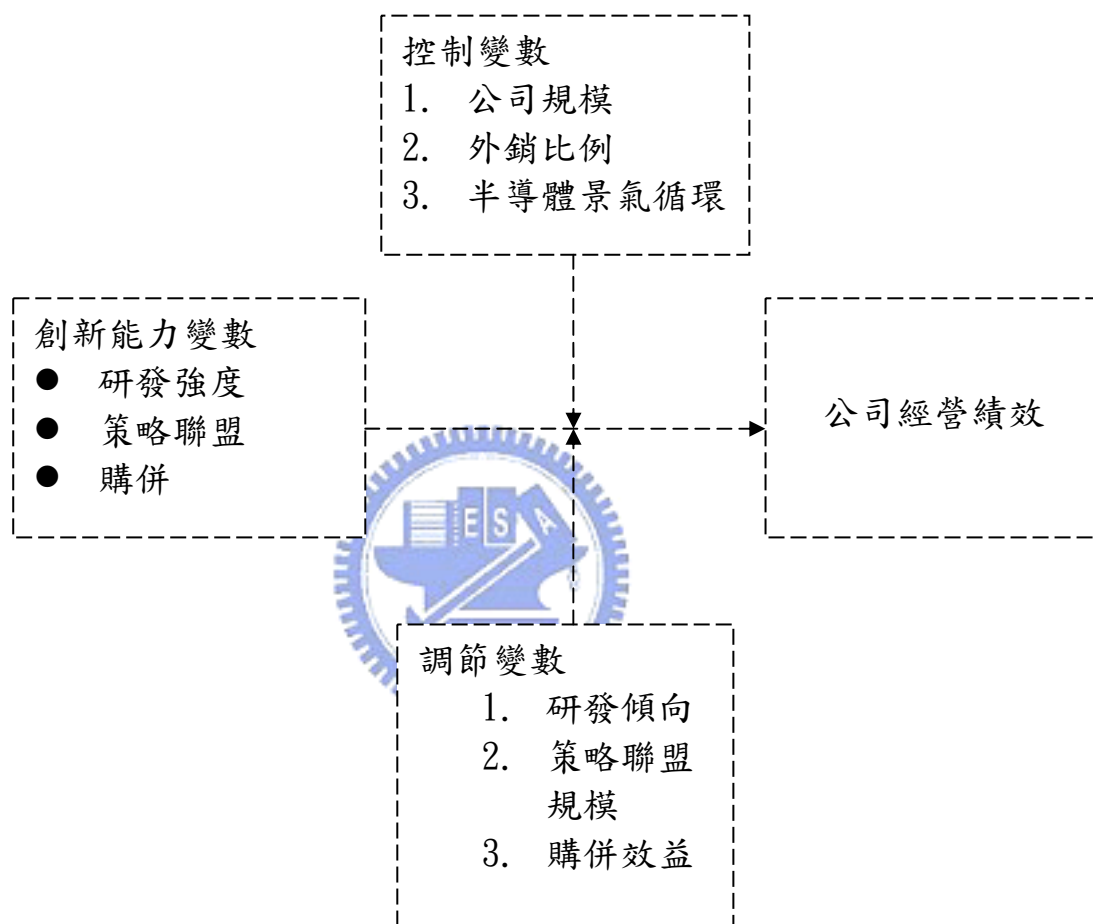 控制變數
1. 公司規模
2. 外銷比例
3. 半導體景氣循環
創新能力變數
● 研發強度
● 策略聯盟
● 購併
公司經營績效
E S A
調節變數
1. 研發傾向
2. 策略聯盟
規模
3. 購併效益